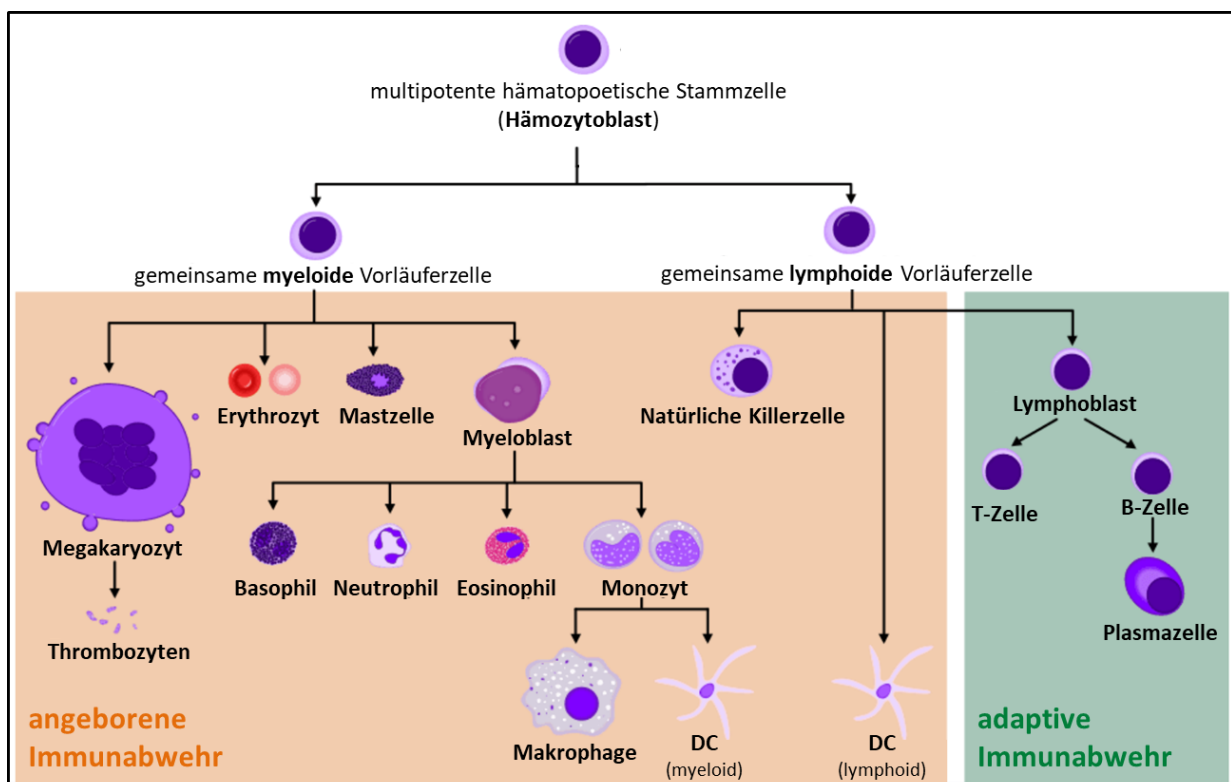 multipotente hämatopoetische Stammzelle
(Hämozytoblast)
gemeinsame myeloide Vorläuferzelle
gemeinsame lymphoide Vorläuferzelle
Erythrozyt
Mastzelle
Myeloblast
Natürliche Killerzelle
Lymphoblast
T-Zelle
B-Zelle
Megakaryozyt
Basophil
Neutrophil
Eosinophil
Monozyt
Thrombozyten
Plasmazelle
Makrophage
DC
(myeloid)
DC
(lymphoid)
angeborene
Immunabwehr
adaptive
Immunabwehr